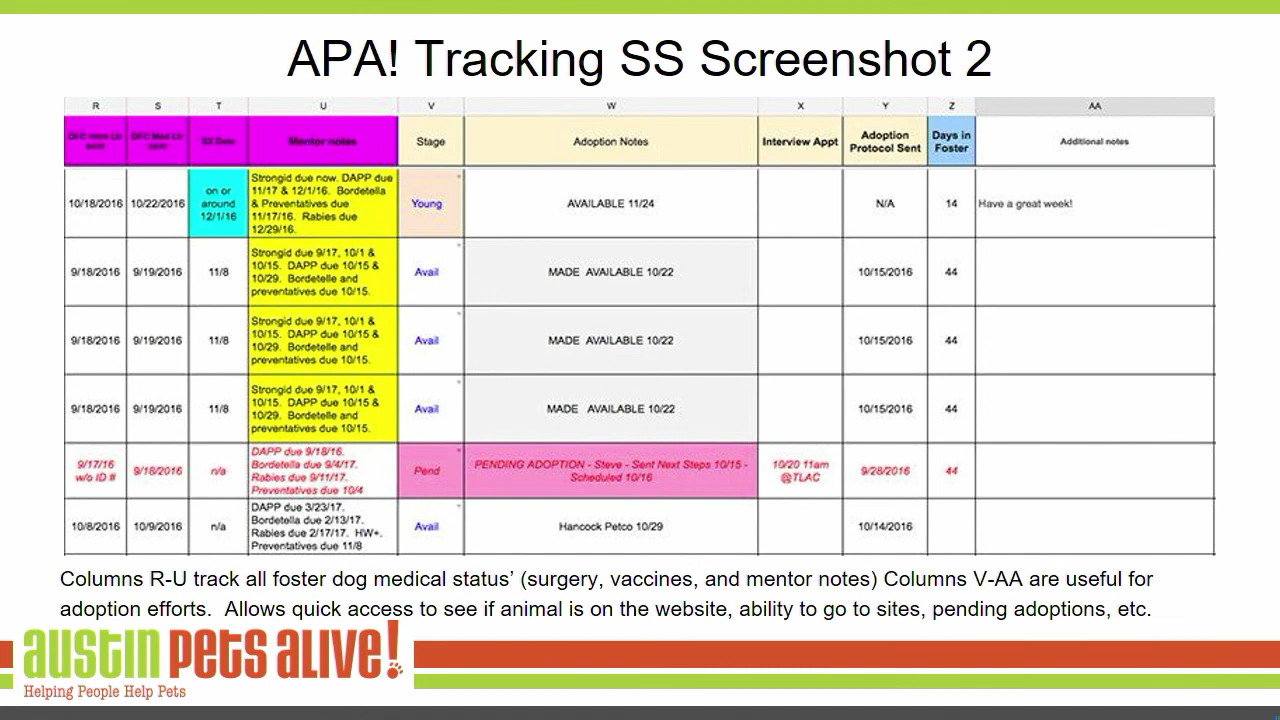 APA! Tracking SS Screenshot 2
R S T U V W X Y Z AA
DFC Intro Ltr sent
DFC Med Ltr sent
SX Date
Mentor notes
Stage
Adoption Notes
Interview Appt
Adoption Protocol Sent
Days in Foster
Additional notes
10/18/2016
10/22/2016
on or
around
12/1/16
Strongid due now. DAPP due
11/17 & 12/1/16. Bordetella
& Preventatives due
11/17/16. Rabies due
12/29/16.
Young
AVAILABLE 11/24
N/A
14
Have a great week!
9/18/2016
9/19/2016
11/8
Strongid due 9/17, 10/1 &
10/15. DAPP due 10/15 &
10/29. Bordetelle and
preventatives due 10/15.
Avail
MADE AVAILABLE 10/22
10/15/2016
44
9/18/2016
9/19/2016
11/8
Strongid due 9/17, 10/1 &
10/15. DAPP due 10/15 &
10/29. Bordetelle and
preventatives due 10/15.
Avail
MADE AVAILABLE 10/22
10/15/2016
44
9/18/2016
9/19/2016
11/8
Strongid due 9/17, 10/1 &
10/15. DAPP due 10/15 &
10/29. Bordetelle and
preventatives due 10/15.
Avail
MADE AVAILABLE 10/22
10/15/2016
44
9/17/16
w/o ID #
9/18/2016
n/a
DAPP due 9/18/16.
Bordetella due 9/4/17.
Rabies due 9/11/17.
Preventatives due 10/4
Pend
PENDING ADOPTION - Steve - Sent Next Steps 10/15 -
Scheduled 10/16
10/20 11am
@TLAC
9/28/2016
44
10/8/2016
10/9/2016
n/a
DAPP due 3/23/17.
Bordetella due 2/13/17.
Rabies due 2/17/17. HW+.
Preventatives due 11/8
Avail
Hancock Petco 10/29
10/14/2016
Columns R-U track all foster dog medical status’ (surgery, vaccines, and mentor notes) Columns V-AA are useful for
adoption efforts. Allows quick access to see if animal is on the website, ability to go to sites, pending adoptions, etc.
austin pets alive!
Helping People Help Pets